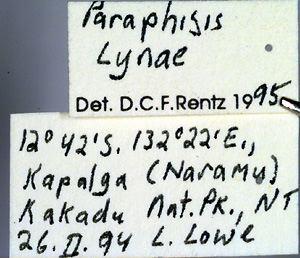 Paraphisis
Lynae
Det. D.C.F.Rentz 1995
12°42'S. 132°22'E.,
Kapalga (Naramu)
Kakadu Nat.Pk., NT
26.II.94 L. Lowe